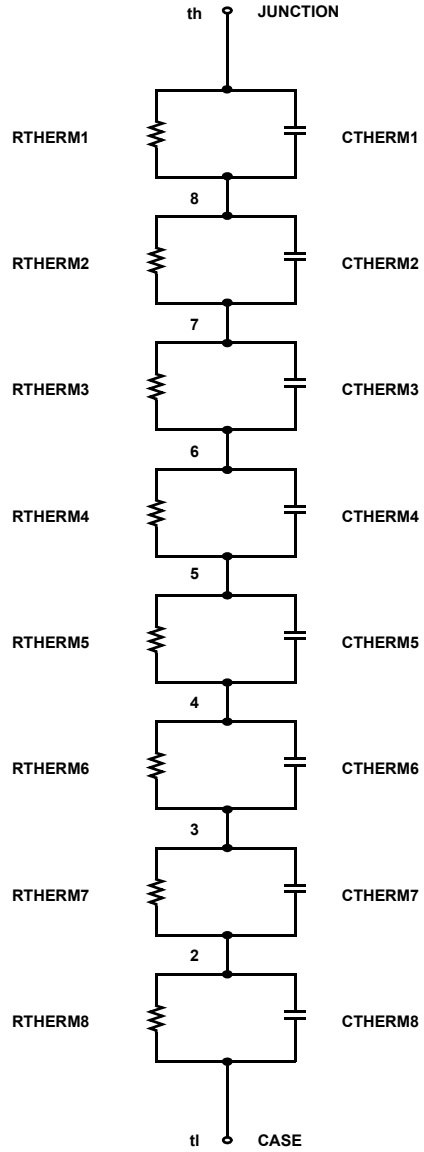 th JUNCTION
RTHERM1 CTHERM1
8
RTHERM2 CTHERM2
7
RTHERM3 CTHERM3
6
RTHERM4 CTHERM4
5
RTHERM5 CTHERM5
4
RTHERM6 CTHERM6
3
RTHERM7 CTHERM7
2
RTHERM8 CTHERM8
tl CASE